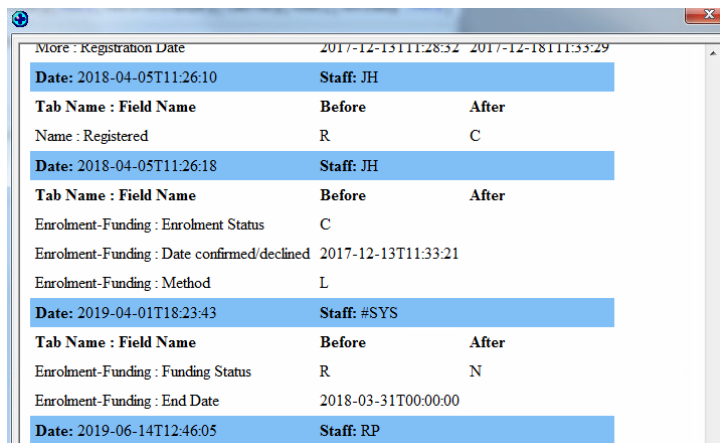 More : Registration Date 2017-12-13T11:28:32 2017-12-18T11:33:29
Date: 2018-04-05T11:26:10 Staff: JH
Tab Name : Field Name Before After
Name : Registered R C
Date: 2018-04-05T11:26:18 Staff: JH
Tab Name : Field Name Before After
Enrolment-Funding : Enrolment Status C
Enrolment-Funding : Date confirmed/declined 2017-12-13T11:33:21
Enrolment-Funding : Method L
Date: 2019-04-01T18:23:43 Staff: #SYS
Tab Name : Field Name Before After
Enrolment-Funding : Funding Status R N
Enrolment-Funding : End Date 2018-03-31T00:00:00
Date: 2019-06-14T12:46:05 Staff: RP